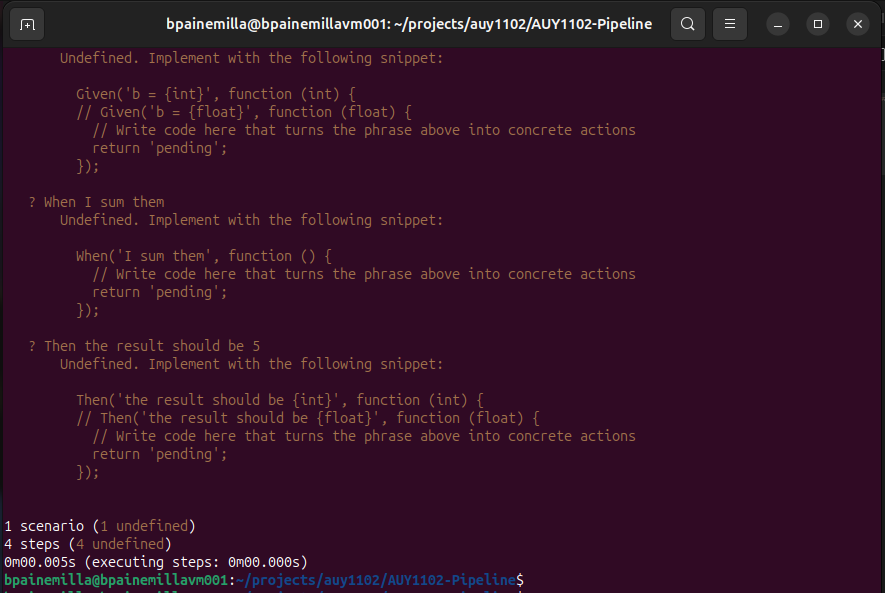 bpainemilla@bpainemillavm001: ~/projects/auy1102/AUY1102-Pipeline
Undefined. Implement with the following snippet:
Given('b = {int}', function (int) {
// Given('b = {float}', function (float) {
// Write code here that turns the phrase above into concrete actions
return 'pending';
});
? When I sum them
Undefined. Implement with the following snippet:
When('I sum them', function () {
// Write code here that turns the phrase above into concrete actions
return 'pending';
});
? Then the result should be 5
Undefined. Implement with the following snippet:
Then('the result should be {int}', function (int) {
// Then('the result should be {float}', function (float) {
// Write code here that turns the phrase above into concrete actions
return 'pending';
});
1 scenario (1 undefined)
4 steps (4 undefined)
0m00.005s (executing steps: 0m00.000s)
bpainemilla@bpainemillavm001:~/projects/auy1102/AUY1102-Pipeline$